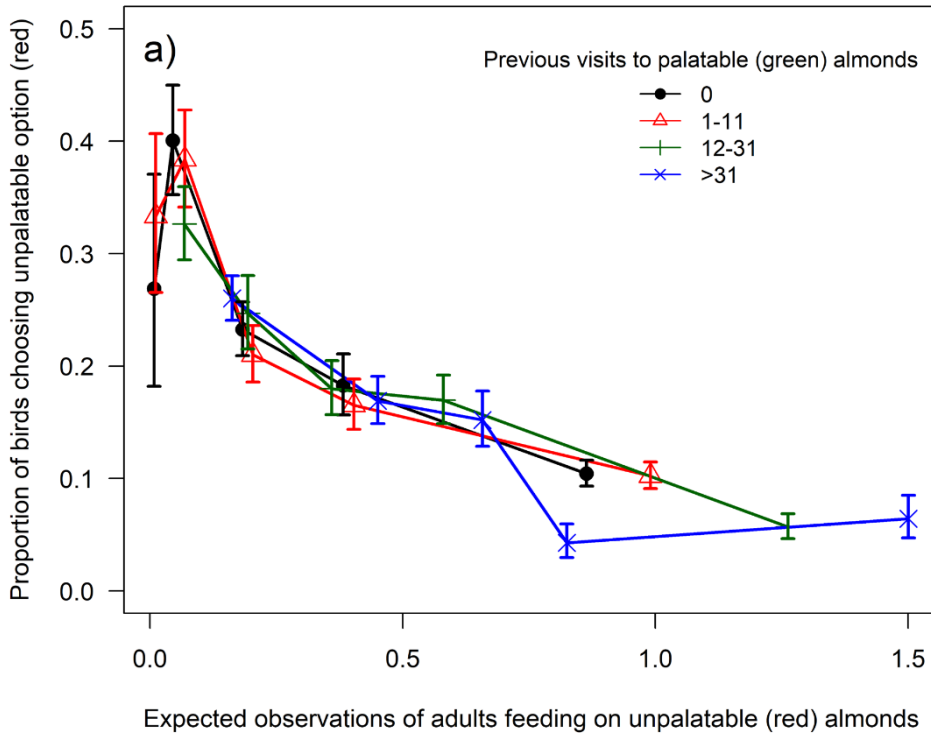 a)
Previous visits to palatable (green) almonds
0
1-11
12-31
>31
Proportion of birds choosing unpalatable option (red)
0.5
0.4
0.3
0.2
0.1
0.0
0.0 0.5 1.0 1.5
Expected observations of adults feeding on unpalatable (red) almonds